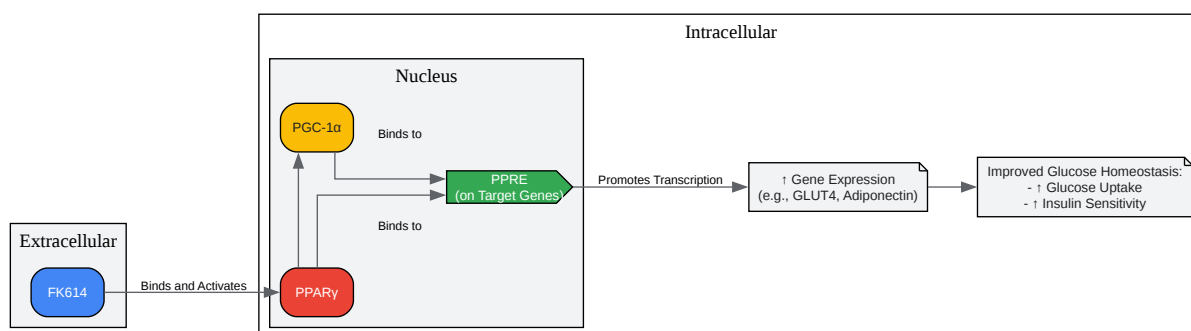 Intracellular
Nucleus
PGC-1α
Binds to
PPRE
(on Target Genes)
Promotes Transcription
↑ Gene Expression
(e.g., GLUT4, Adiponectin)
Improved Glucose Homeostasis:
- ↑ Glucose Uptake
- ↑ Insulin Sensitivity
Binds to
Extracellular
FK614
Binds and Activates
PPARγ